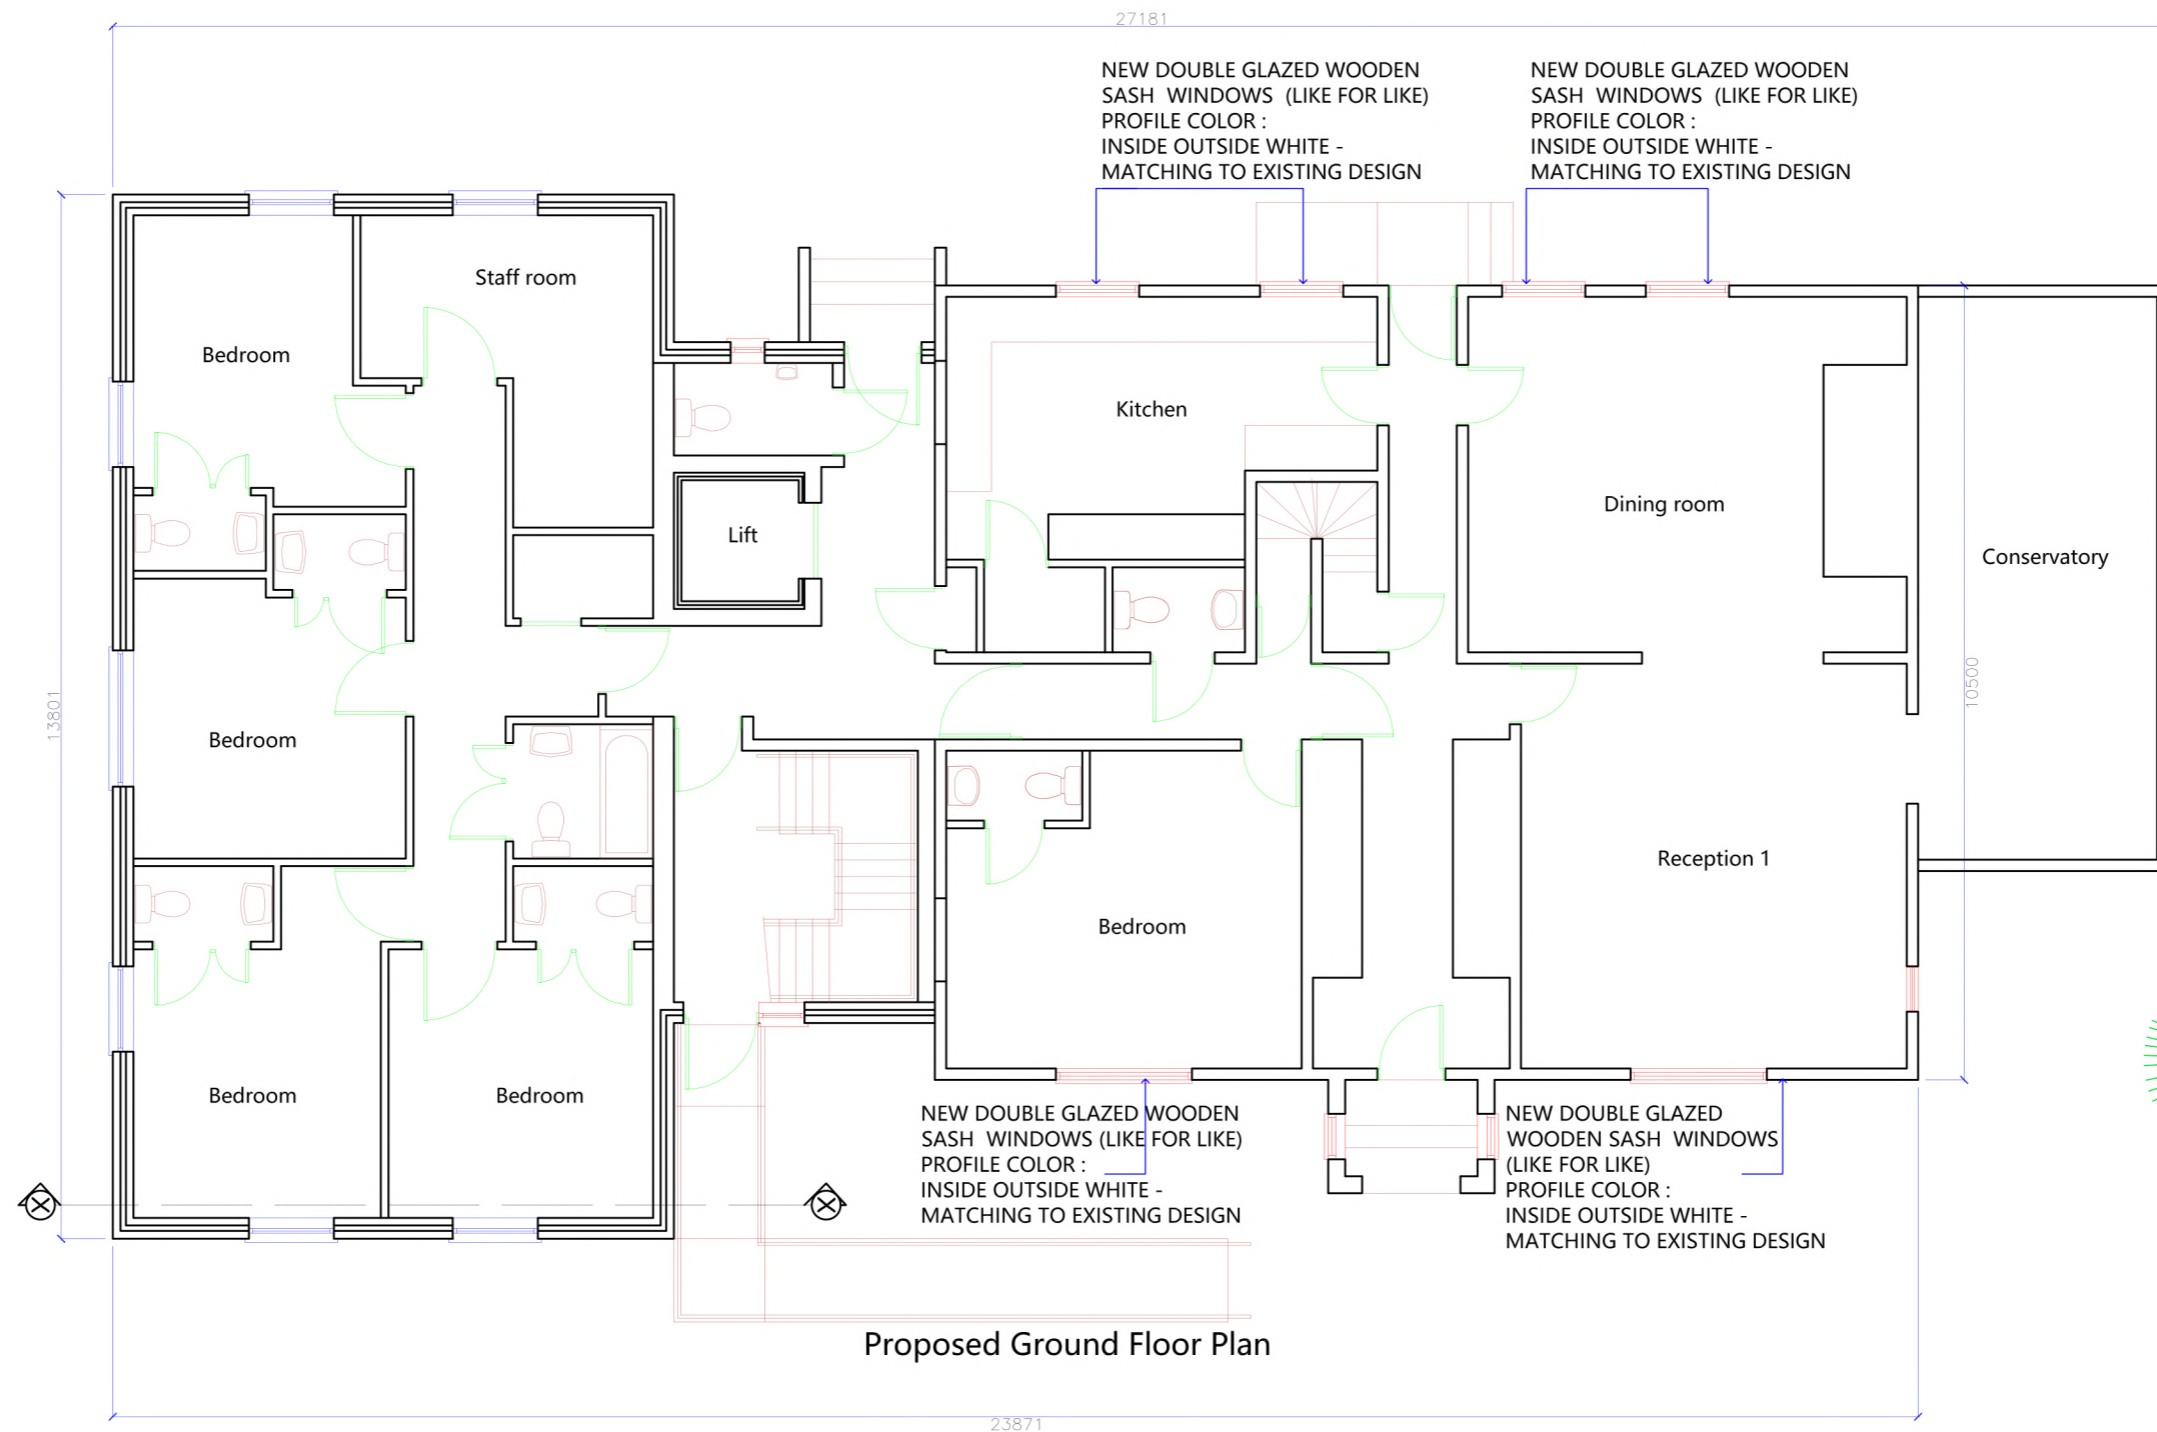 27181
NEW DOUBLE GLAZED WOODEN
SASH WINDOWS (LIKE FOR LIKE)
PROFILE COLOR :
INSIDE OUTSIDE WHITE -
MATCHING TO EXISTING DESIGN
NEW DOUBLE GLAZED WOODEN
SASH WINDOWS (LIKE FOR LIKE)
PROFILE COLOR :
INSIDE OUTSIDE WHITE -
MATCHING TO EXISTING DESIGN
Staff room
Bedroom
Kitchen
Dining room
Lift
Conservatory
13801
10500
Bedroom
Reception 1
Bedroom
Bedroom
Bedroom
NEW DOUBLE GLAZED WOODEN
SASH WINDOWS (LIKE FOR LIKE)
PROFILE COLOR :
INSIDE OUTSIDE WHITE -
MATCHING TO EXISTING DESIGN
NEW DOUBLE GLAZED
WOODEN SASH WINDOWS
(LIKE FOR LIKE)
PROFILE COLOR :
INSIDE OUTSIDE WHITE -
MATCHING TO EXISTING DESIGN
X
X
Proposed Ground Floor Plan
23871